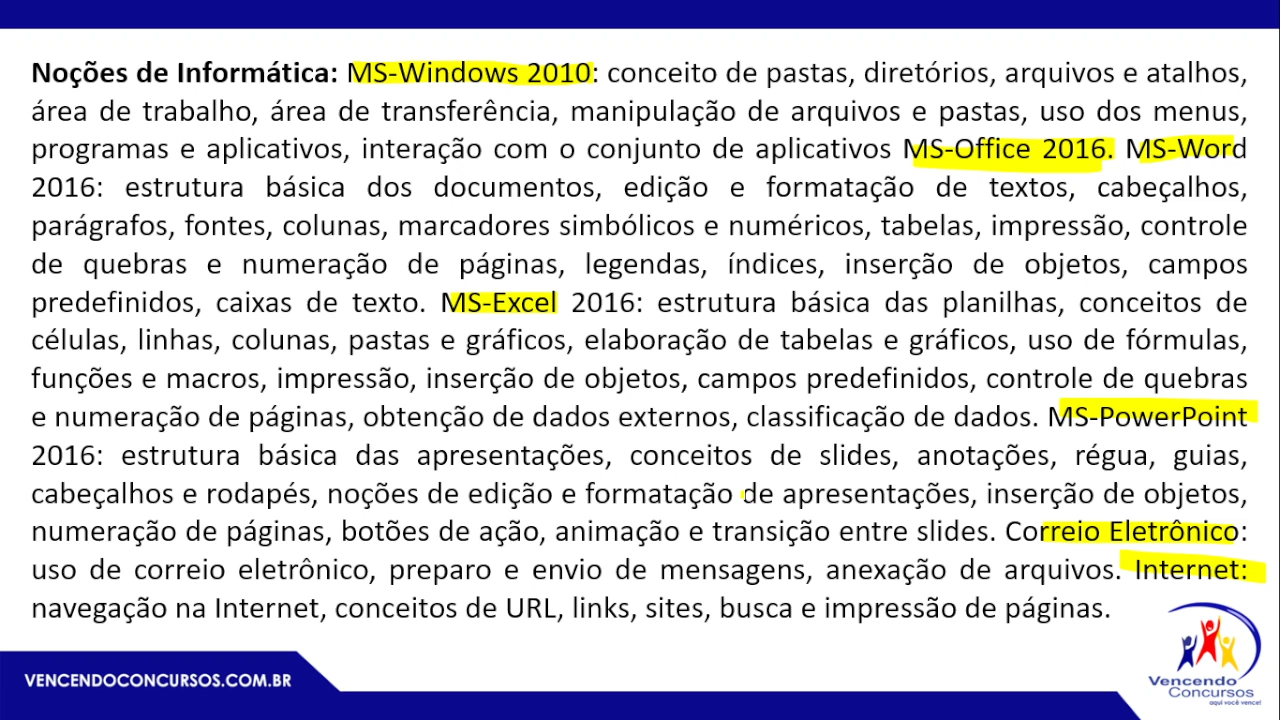 Noções de Informática: MS-Windows 2010: conceito de pastas, diretórios, arquivos e atalhos,
área de trabalho, área de transferência, manipulação de arquivos e pastas, uso dos menus,
programas e aplicativos, interação com o conjunto de aplicativos MS-Office 2016. MS-Word
2016: estrutura básica dos documentos, edição e formatação de textos, cabeçalhos,
parágrafos, fontes, colunas, marcadores simbólicos e numéricos, tabelas, impressão, controle
de quebras e numeração de páginas, legendas, índices, inserção de objetos, campos
predefinidos, caixas de texto. MS-Excel 2016: estrutura básica das planilhas, conceitos de
células, linhas, colunas, pastas e gráficos, elaboração de tabelas e gráficos, uso de fórmulas,
funções e macros, impressão, inserção de objetos, campos predefinidos, controle de quebras
e numeração de páginas, obtenção de dados externos, classificação de dados. MS-PowerPoint
2016: estrutura básica das apresentações, conceitos de slides, anotações, régua, guias,
cabeçalhos e rodapés, noções de edição e formatação de apresentações, inserção de objetos,
numeração de páginas, botões de ação, animação e transição entre slides. Correio Eletrônico:
uso de correio eletrônico, preparo e envio de mensagens, anexação de arquivos. Internet:
navegação na Internet, conceitos de URL, links, sites, busca e impressão de páginas.
VENCENDOCONCURSOS.COM.BR
Vencendo
Concursos
aqui você vence!